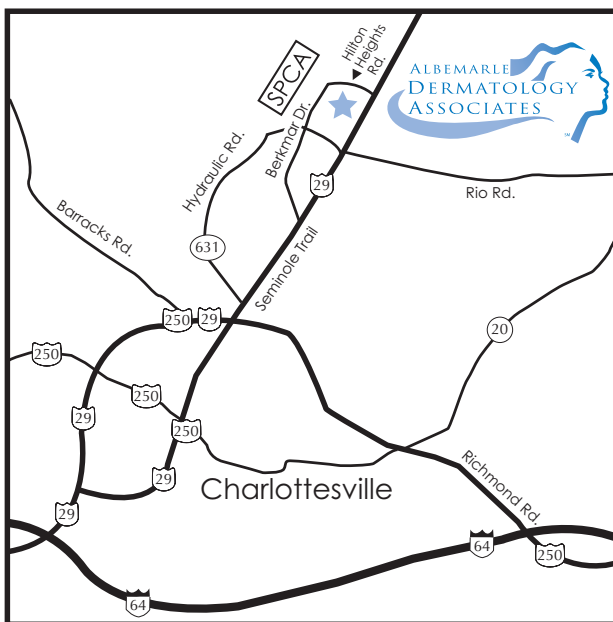 Hilton
Heights
Rd.
SPCA
ALBEMARLE
DERMATOLOGY
ASSOCIATES
SM
Berkmar Dr.
Hydraulic Rd.
29
Rio Rd.
Barracks Rd.
631
Seminole Trail
250
29
20
250
250
29
250
29
Charlottesville
Richmond Rd.
29
64
250
64